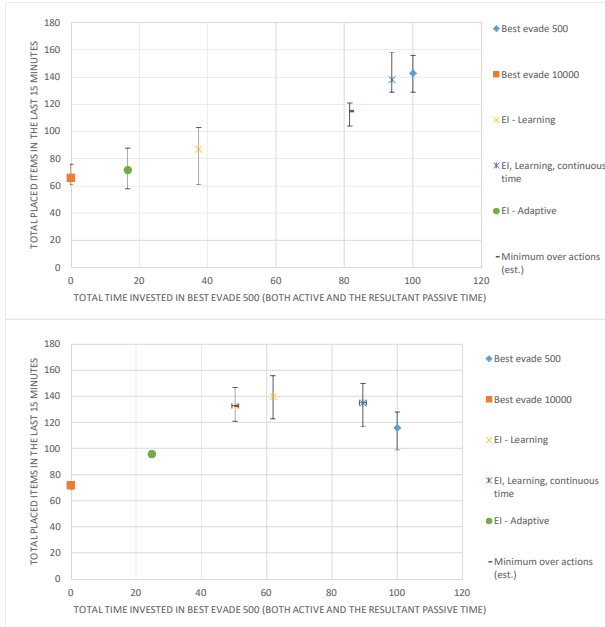 180
160
140
120
100
80
60
40
20
0
0 20 40 60 80 100 120
TOTAL PLACED ITEMS IN THE LAST 15 MINUTES
TOTAL TIME INVESTED IN BEST EVADE 500 (BOTH ACTIVE AND THE RESULTANT PASSIVE TIME)
Best evade 500
Best evade 10000
EI - Learning
EI, Learning, continuous
time
EI - Adaptive
Minimum over actions
(est.)
180
160
140
120
100
80
60
40
20
0
0 20 40 60 80 100 120
TOTAL PLACED ITEMS IN THE LAST 15 MINUTES
TOTAL TIME INVESTED IN BEST EVADE 500 (BOTH ACTIVE AND THE RESULTANT PASSIVE TIME)
Best evade 500
Best evade 10000
EI - Learning
EI, Learning, continuous
time
EI - Adaptive
Minimum over actions
(est.)